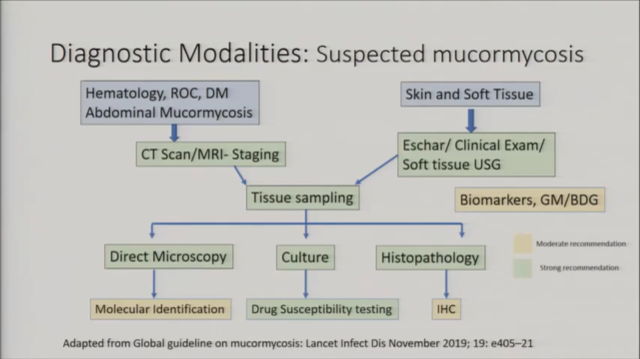 Diagnostic Modalities: Suspected mucormycosis
Hematology, ROC, DM
Abdominal Mucormycosis
Skin and Soft Tissue
CT Scan/MRI- Staging
Eschar/ Clinical Exam/
Soft tissue USG
Tissue sampling
Biomarkers, GM/BDG
Direct Microscopy
Culture
Histopathology
Moderate recommendation
Strong recommendation
Molecular Identification
Drug Susceptibility testing
IHC
Adapted from Global guideline on mucormycosis: Lancet Infect Dis November 2019; 19: e405–21